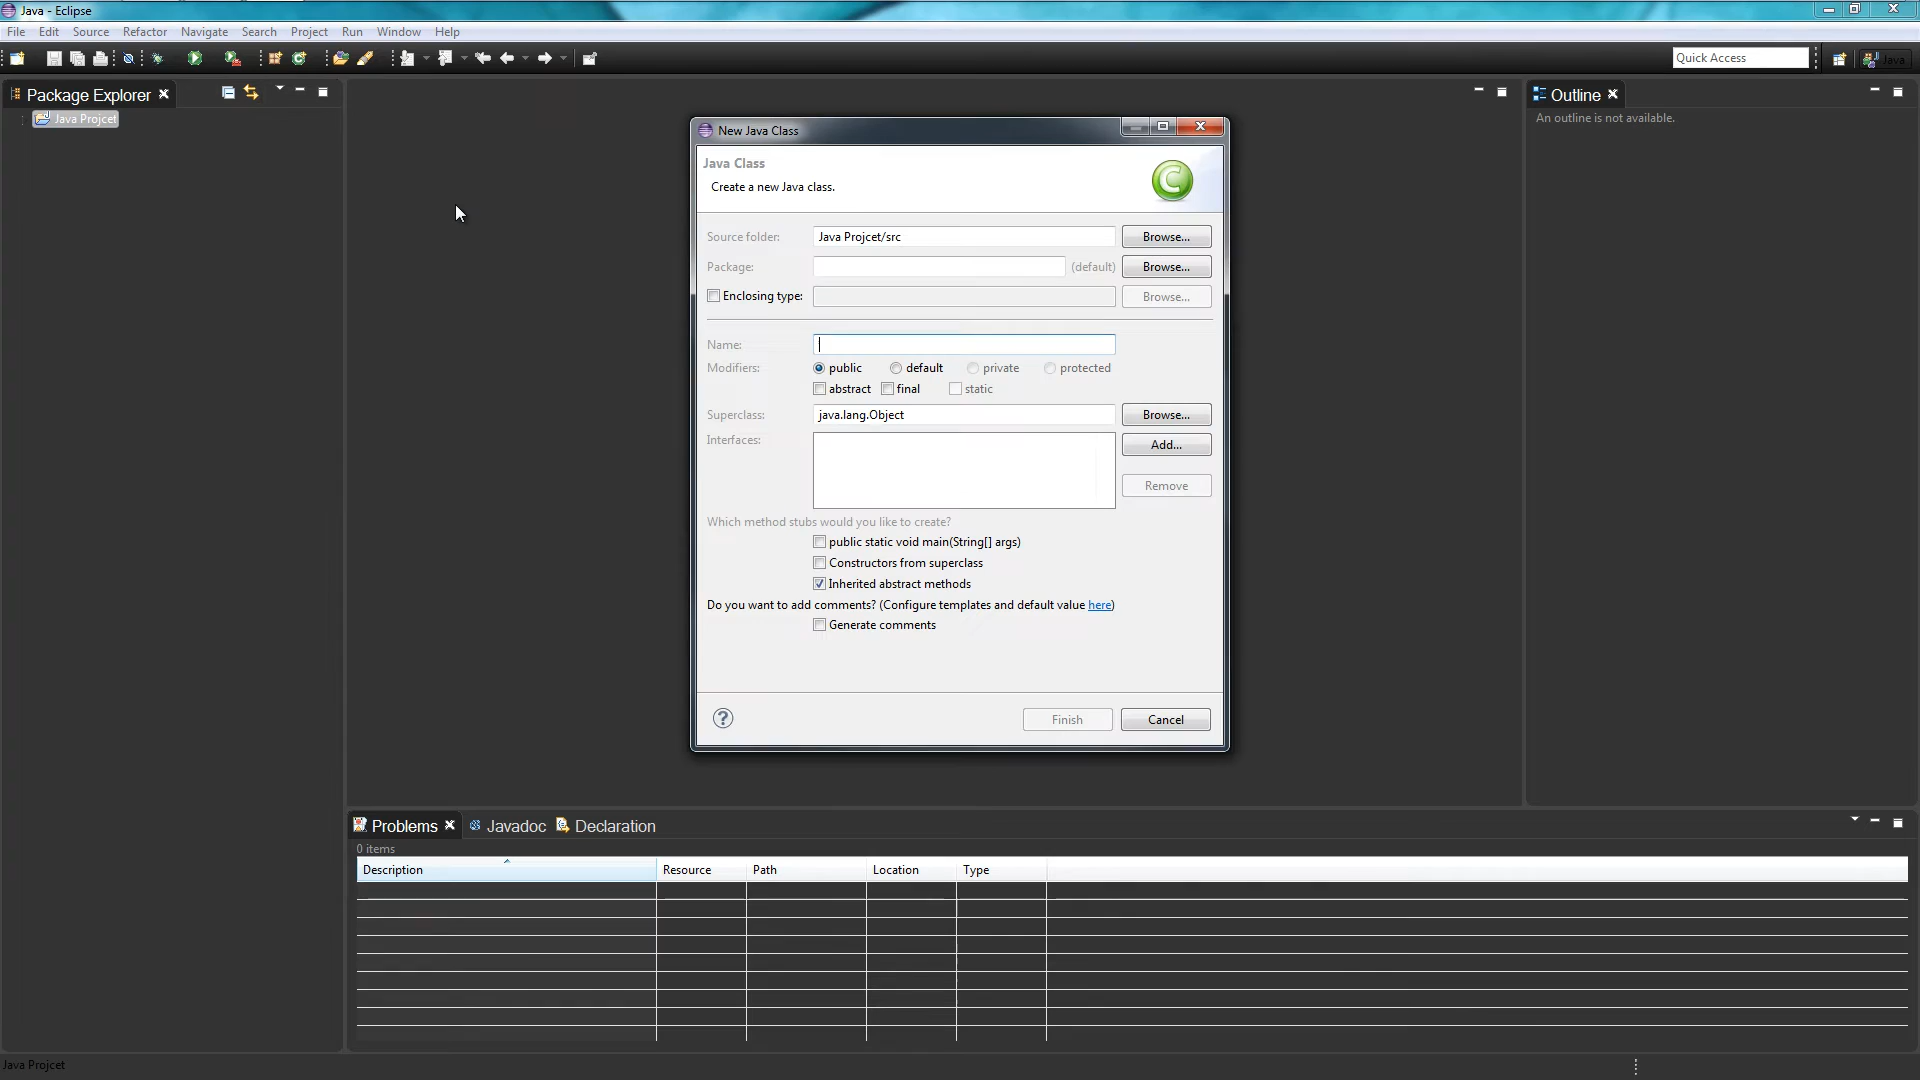 Java - Eclipse
File Edit Source Refactor Navigate Search Project Run Window Help
Quick Access
Java
Package Explorer
Java Projcet
Outline
An outline is not available.
New Java Class
Java Class
Create a new Java class.
C
Source folder: Java Projcet/src Browse...
Package: (default) Browse...
Enclosing type: Browse...
Name:
Modifiers: public default private protected
abstract final static
Superclass: java.lang.Object Browse...
Interfaces: Add...
Remove
Which method stubs would you like to create?
public static void main(String[] args)
Constructors from superclass
Inherited abstract methods
Do you want to add comments? (Configure templates and default value here)
Generate comments
?
Finish Cancel
Problems Javadoc Declaration
0 items
Description Resource Path Location Type
Java Projcet